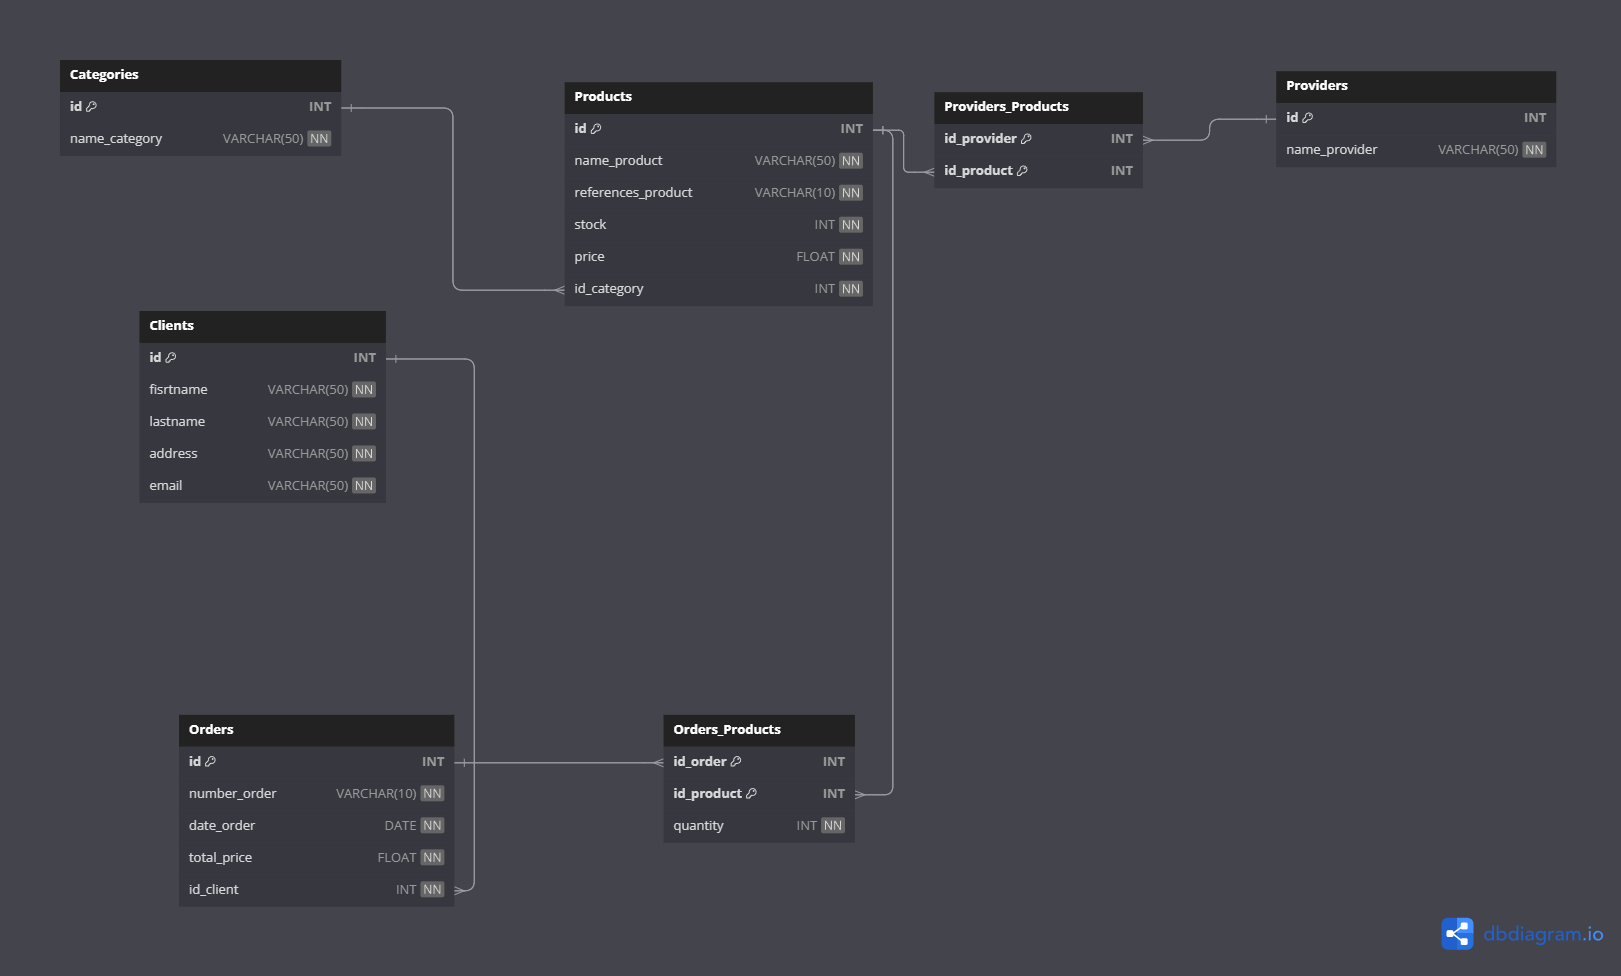 Categories
id INT
name_category VARCHAR(50) NN
Products
id INT
name_product VARCHAR(50) NN
references_product VARCHAR(10) NN
stock INT NN
price FLOAT NN
id_category INT NN
Providers_Products
id_provider INT
id_product INT
Providers
id INT
name_provider VARCHAR(50) NN
Clients
id INT
fisrtname VARCHAR(50) NN
lastname VARCHAR(50) NN
address VARCHAR(50) NN
email VARCHAR(50) NN
Orders
id INT
number_order VARCHAR(10) NN
date_order DATE NN
total_price FLOAT NN
id_client INT NN
Orders_Products
id_order INT
id_product INT
quantity INT NN
dbdiagram.io